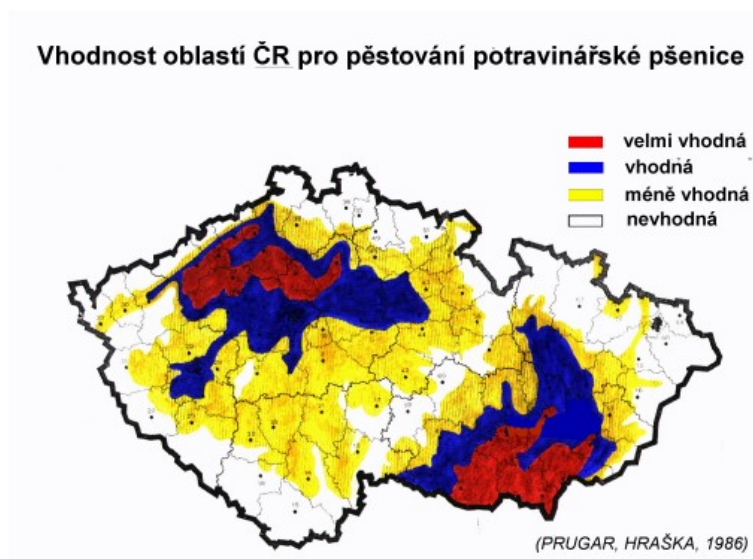 Vhodnost oblastí ČR pro pěstování potravinářské pšenice
velmi vhodná
vhodná
méně vhodná
nevhodná
(PRUGAR, HRAŠKA, 1986)